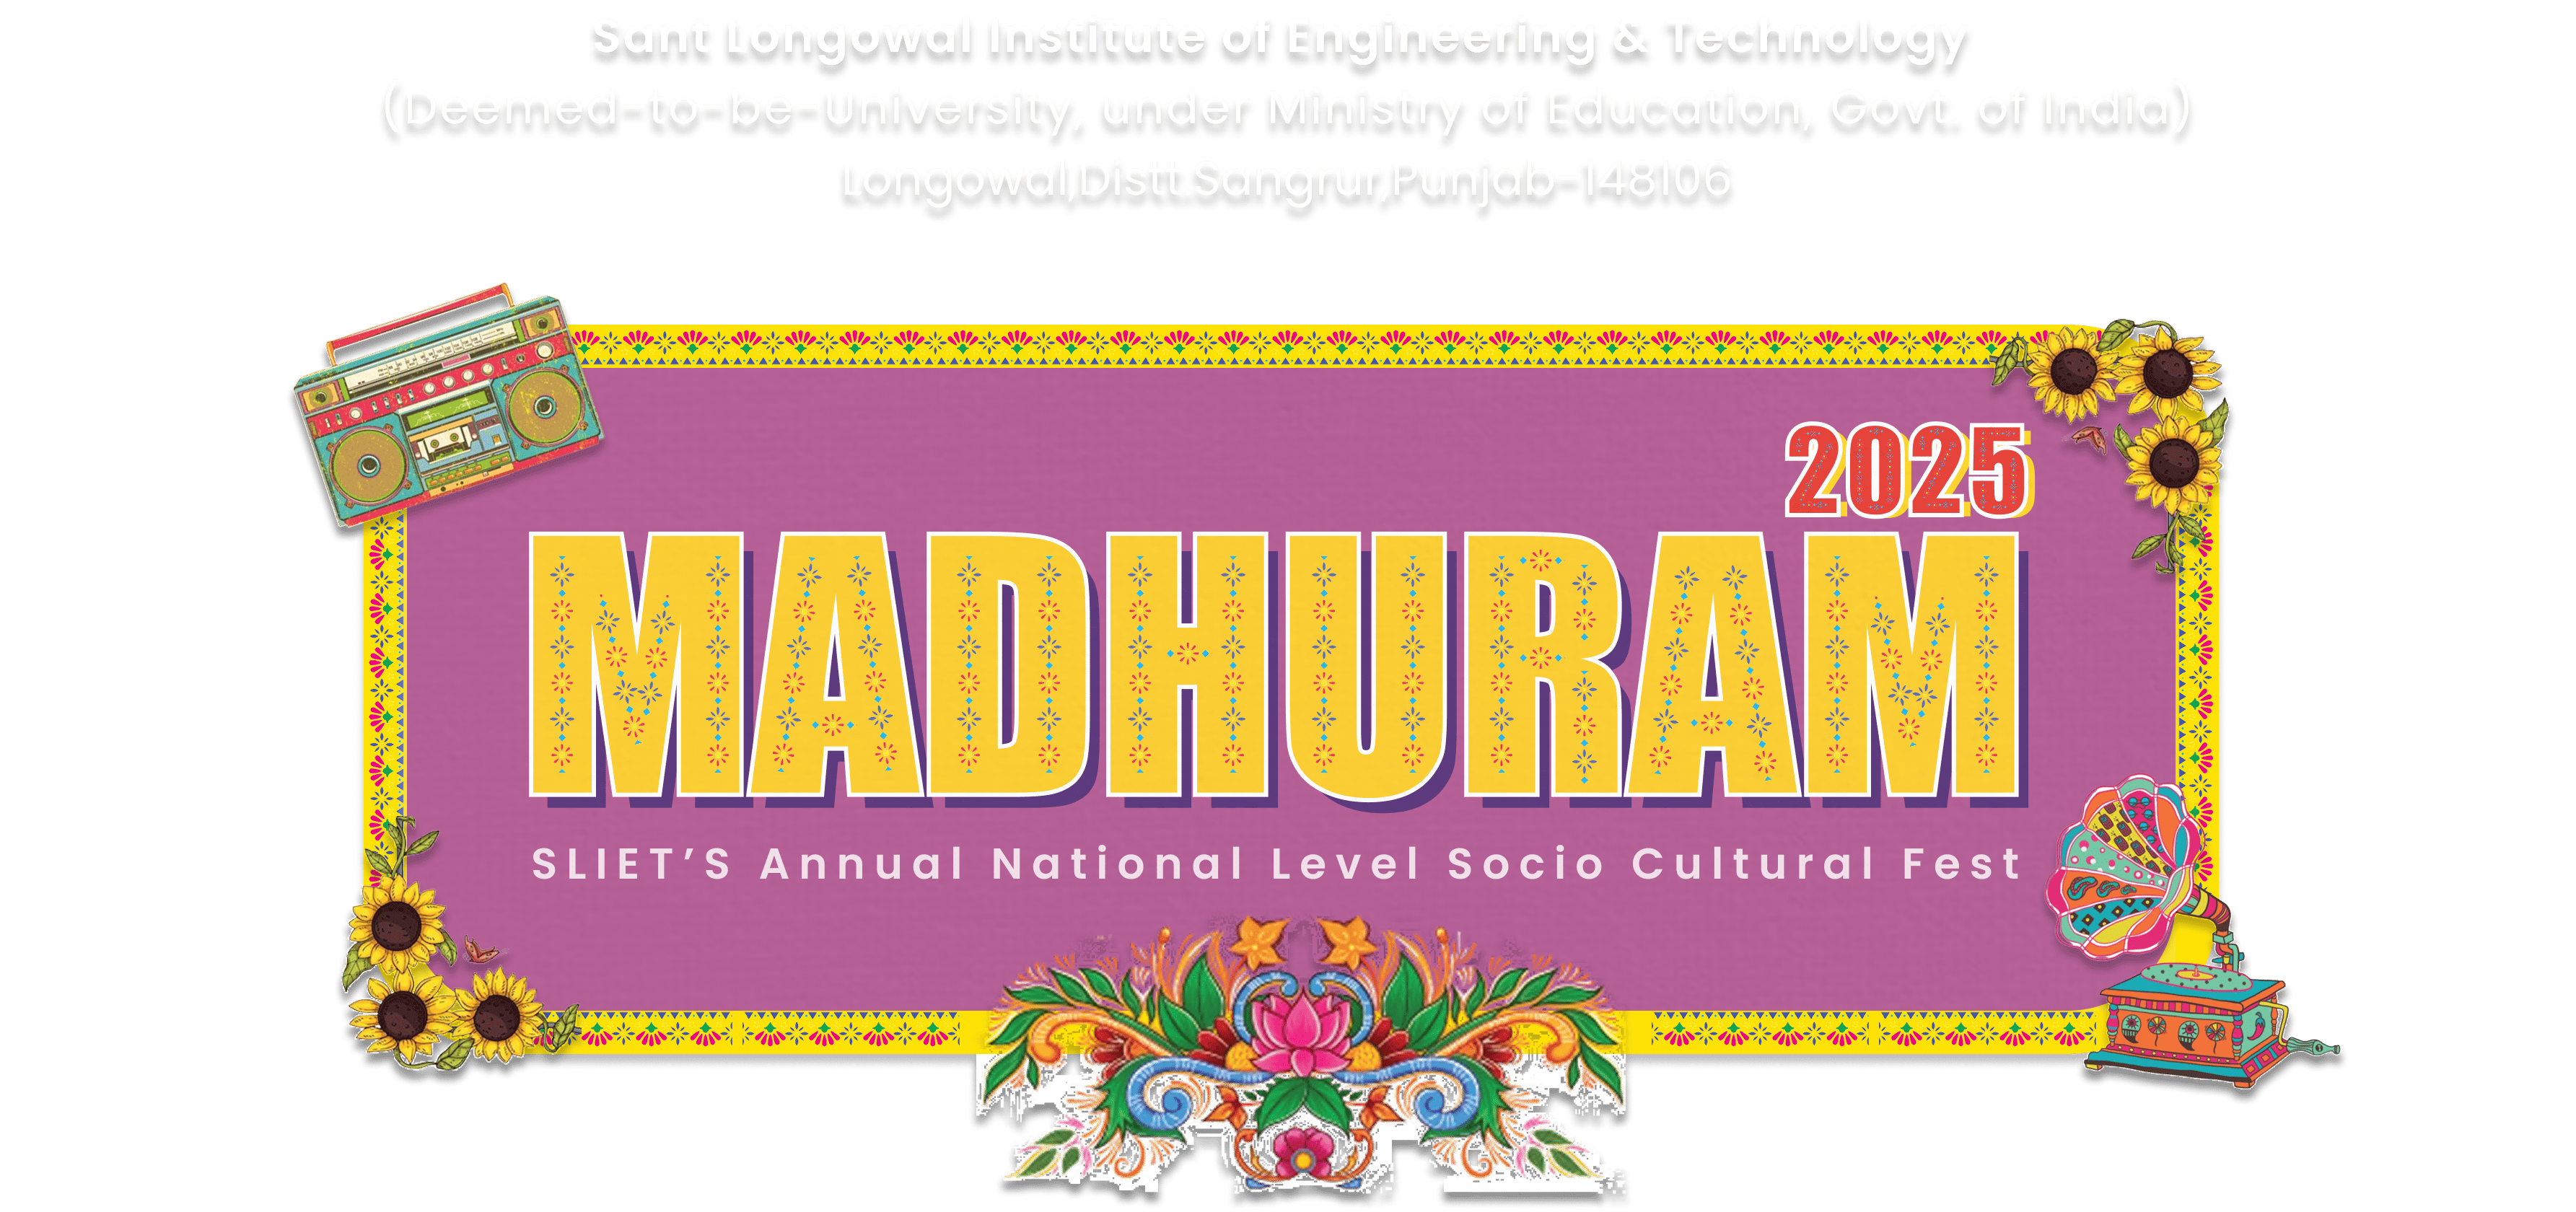 Sant Longowal Institute of Engineering & Technology
(Deemed-to-be-University, under Ministry of Education, Govt. of India)
Longowal,Distt.Sangrur,Punjab-148106
2025
MADHURAM
SLIET’S Annual National Level Socio Cultural Fest